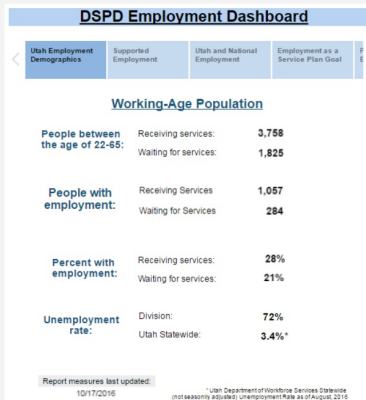 DSPD Employment Dashboard
Utah Employment Demographics
Supported Employment
Utah and National Employment
Employment as a Service Plan Goal
Working-Age Population
People between the age of 22-65:
Receiving services: 3,758
Waiting for services: 1,825
People with employment:
Receiving Services 1,057
Waiting for Services 284
Percent with employment:
Receiving services: 28%
Waiting for services: 21%
Unemployment rate:
Division: 72%
Utah Statewide: 3.4%*
Report measures last updated:
10/17/2016
* Utah Department of Workforce Services Statewide
(not seasonly adjusted) Unemployment Rate as of August, 2016